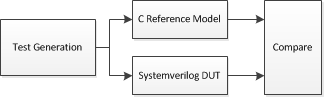 C Reference Model
Test Generation
Compare
Systemverilog DUT